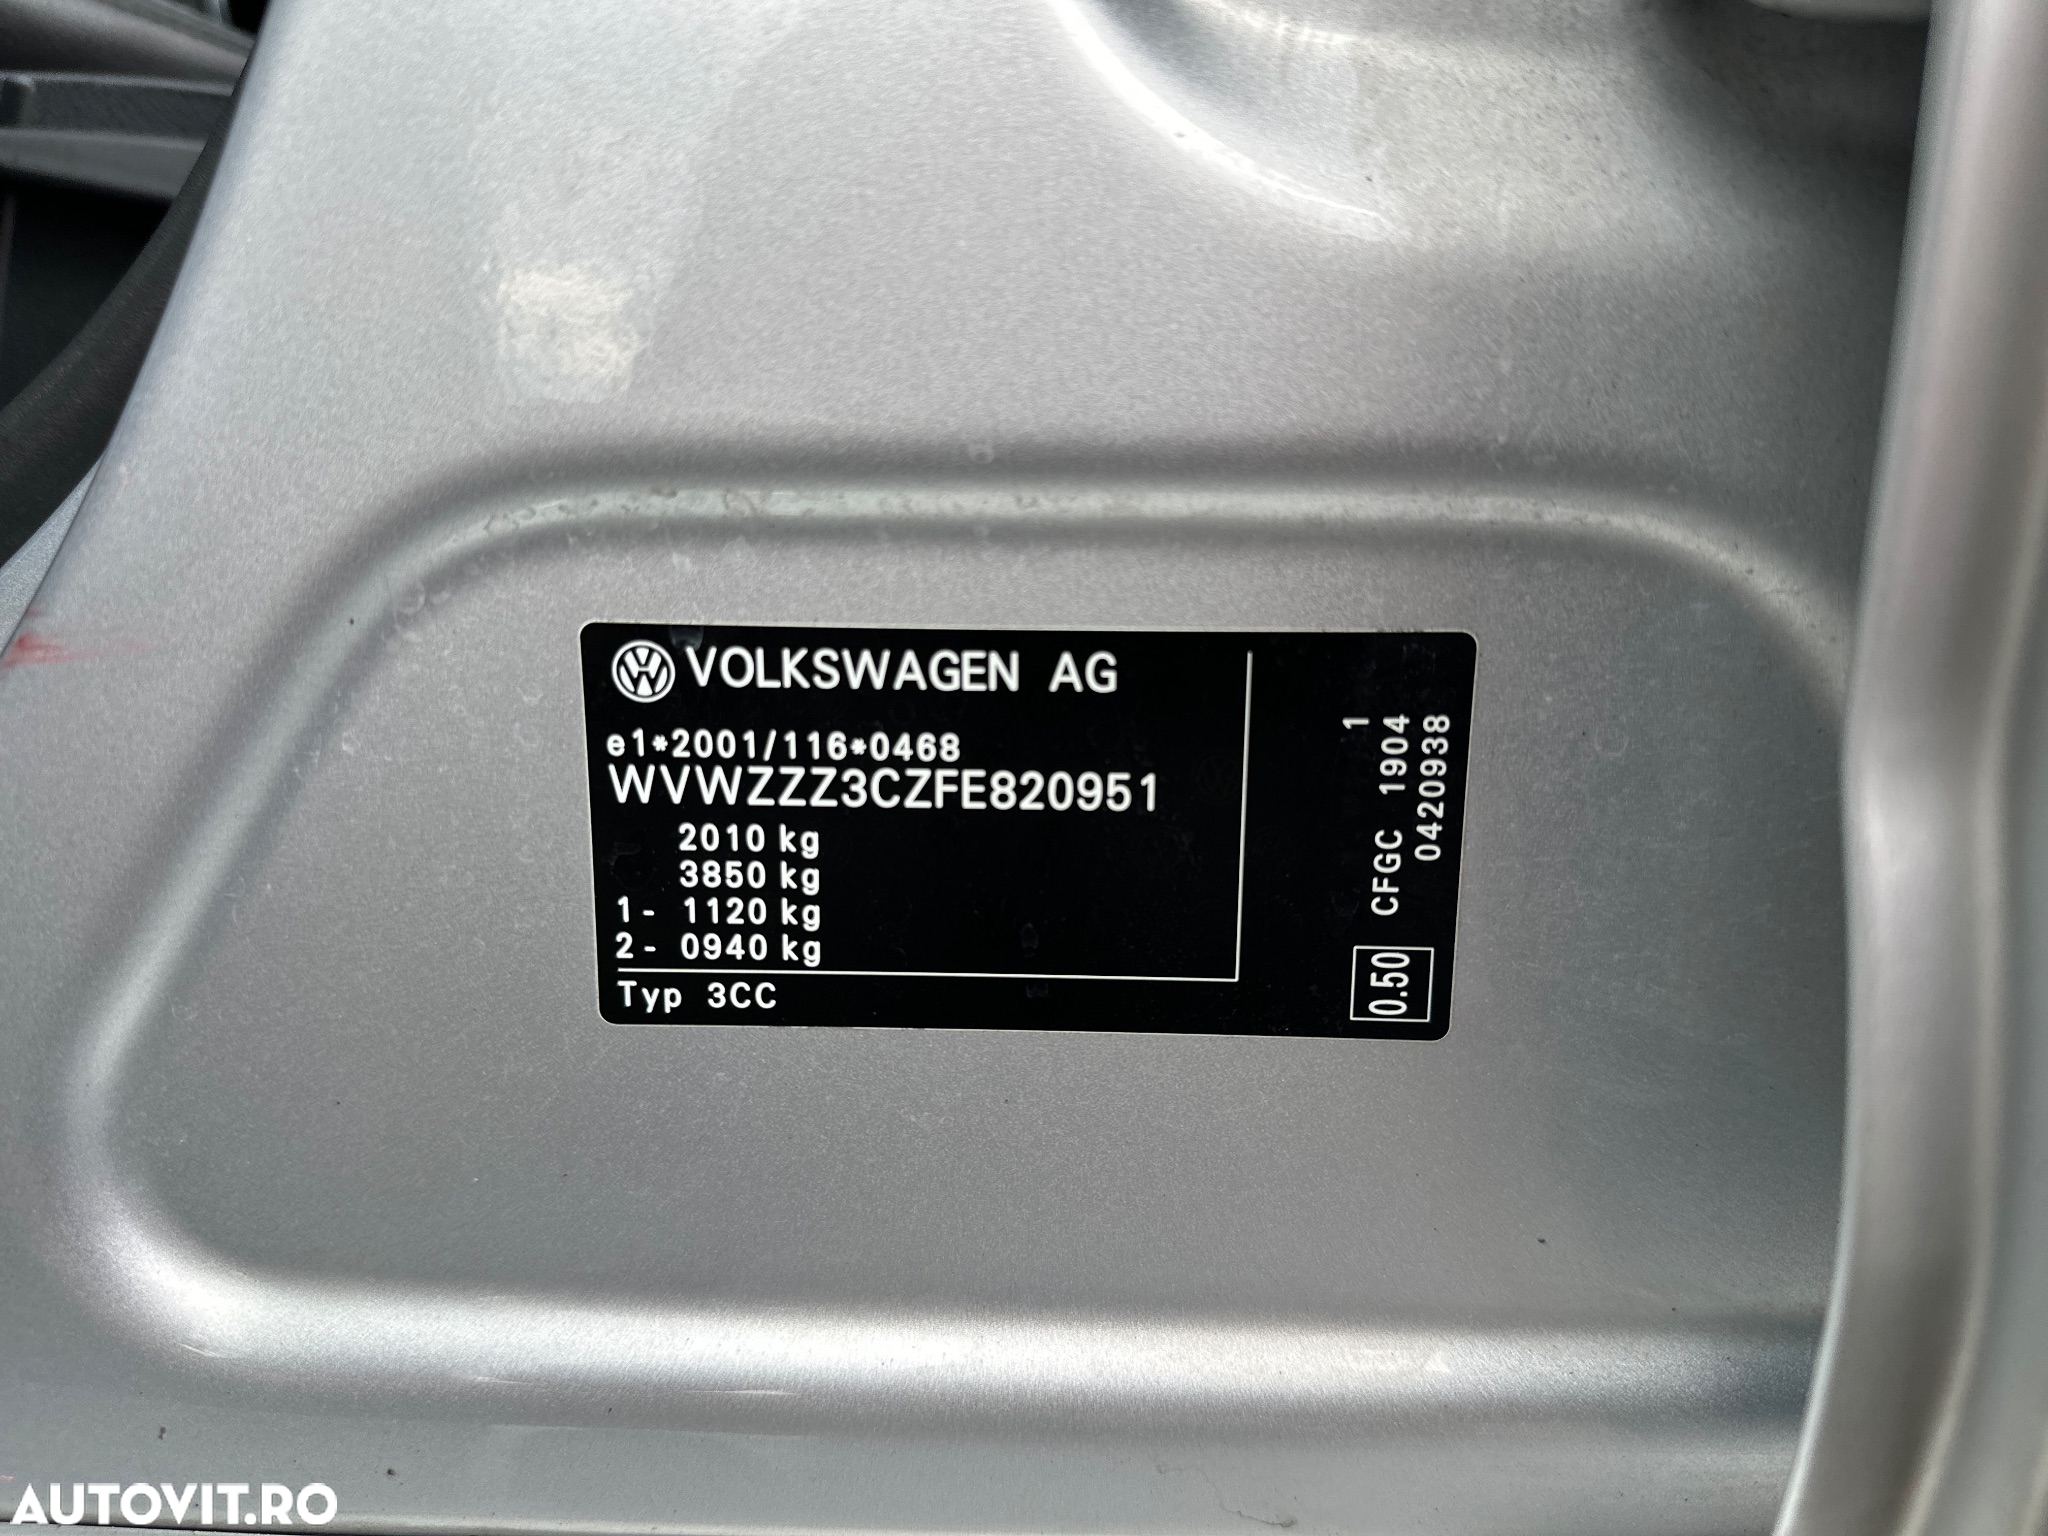 VOLKSWAGEN AG
e1*2001/116*0468
WVWZZZ3CZFE820951
2010 kg
3850 kg
1- 1120 kg
2- 0940 kg
Typ 3CC
1
CFGC 1904
0420938
0.50
AUTOVIT.RO